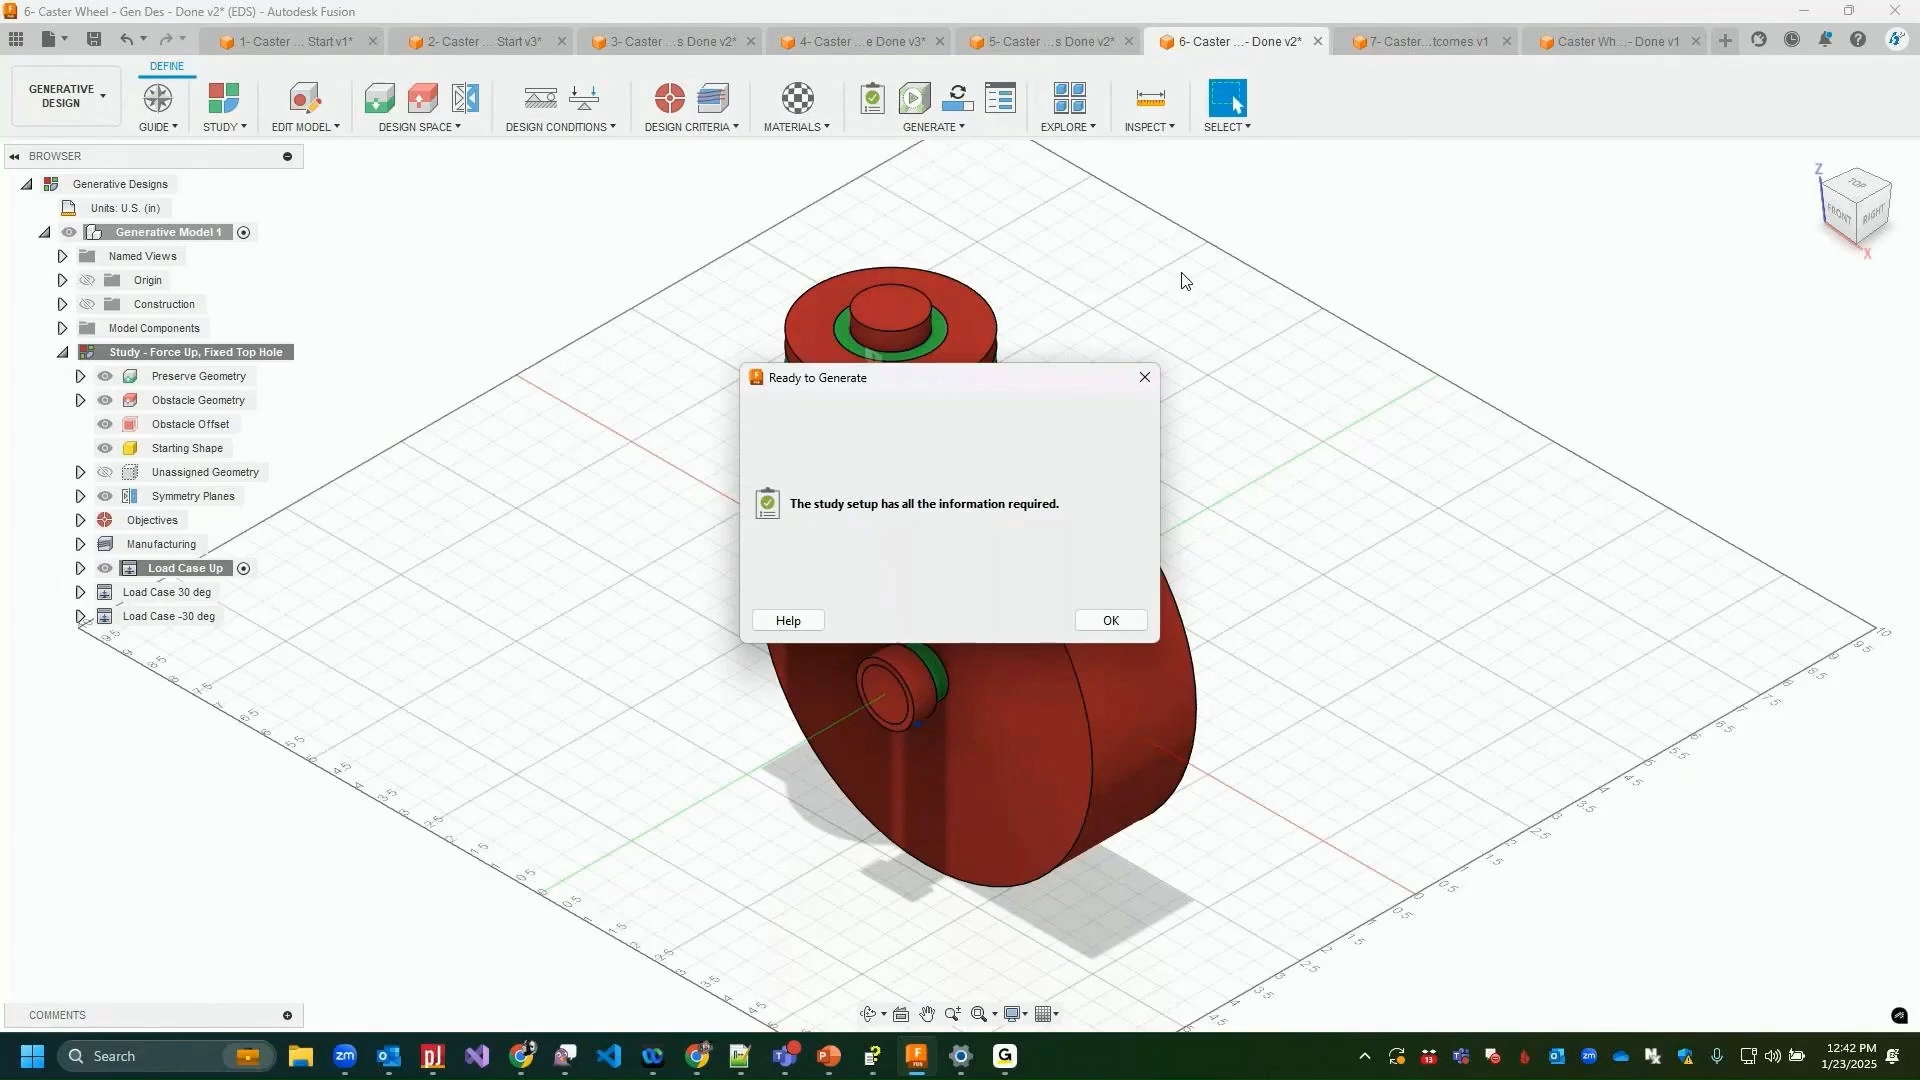 6- Caster Wheel - Gen Des - Done v2* (EDS) - Autodesk Fusion
1- Caster ... Start v1*
2- Caster ... Start v3*
3- Caster ...s Done v2*
4- Caster ...e Done v3*
5- Caster ...s Done v2*
6- Caster ...- Done v2*
7- Caster...tcomes v1
Caster Wh...- Done v1
DEFINE
GENERATIVE
DESIGN
GUIDE
STUDY
EDIT MODEL
DESIGN SPACE
DESIGN CONDITIONS
DESIGN CRITERIA
MATERIALS
GENERATE
EXPLORE
INSPECT
SELECT
BROWSER
Generative Designs
Units: U.S. (in)
Generative Model 1
Named Views
Origin
Construction
Model Components
Study - Force Up, Fixed Top Hole
Preserve Geometry
Obstacle Geometry
Obstacle Offset
Starting Shape
Unassigned Geometry
Symmetry Planes
Objectives
Manufacturing
Load Case Up
Load Case 30 deg
Load Case -30 deg
Z
TOP
FRONT
RIGHT
X
Ready to Generate
The study setup has all the information required.
Help
OK
COMMENTS
Search
12:42 PM
1/23/2025